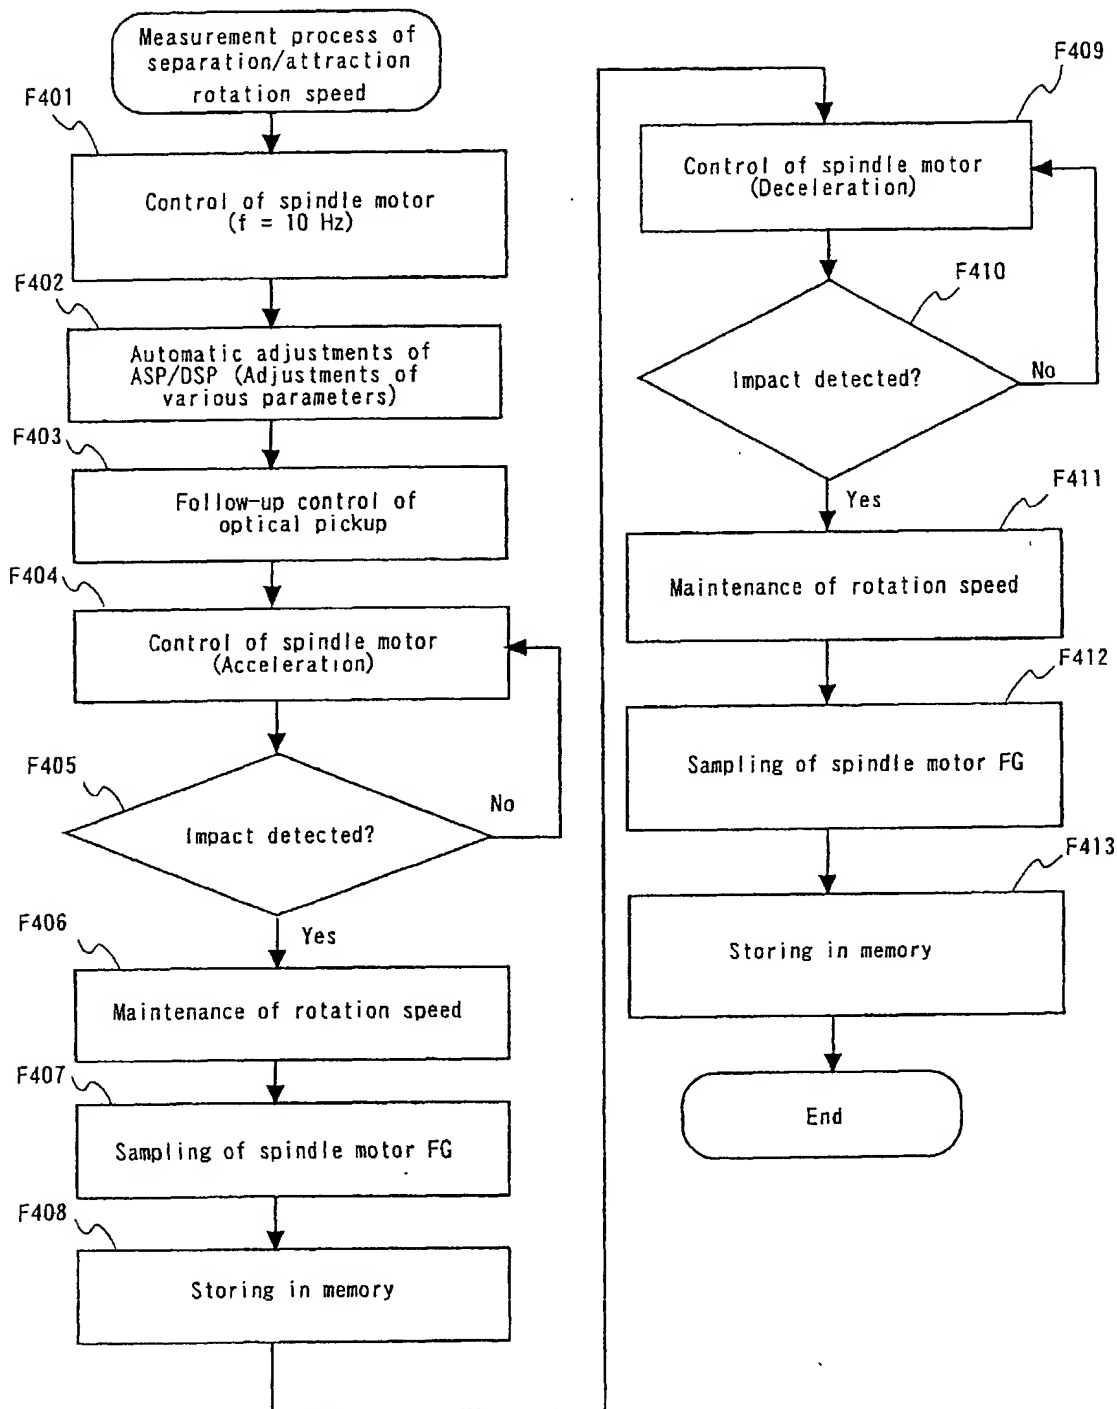 Measurement process of
separation/attraction
rotation speed
F401
Control of spindle motor
(f = 10 Hz)
F402
Automatic adjustments of
ASP/DSP (Adjustments of
various parameters)
F403
Follow-up control of
optical pickup
F404
Control of spindle motor
(Acceleration)
F405
Impact detected?
No
Yes
F406
Maintenance of rotation speed
F407
Sampling of spindle motor FG
F408
Storing in memory
F409
Control of spindle motor
(Deceleration)
F410
Impact detected?
No
Yes
F411
Maintenance of rotation speed
F412
Sampling of spindle motor FG
F413
Storing in memory
End